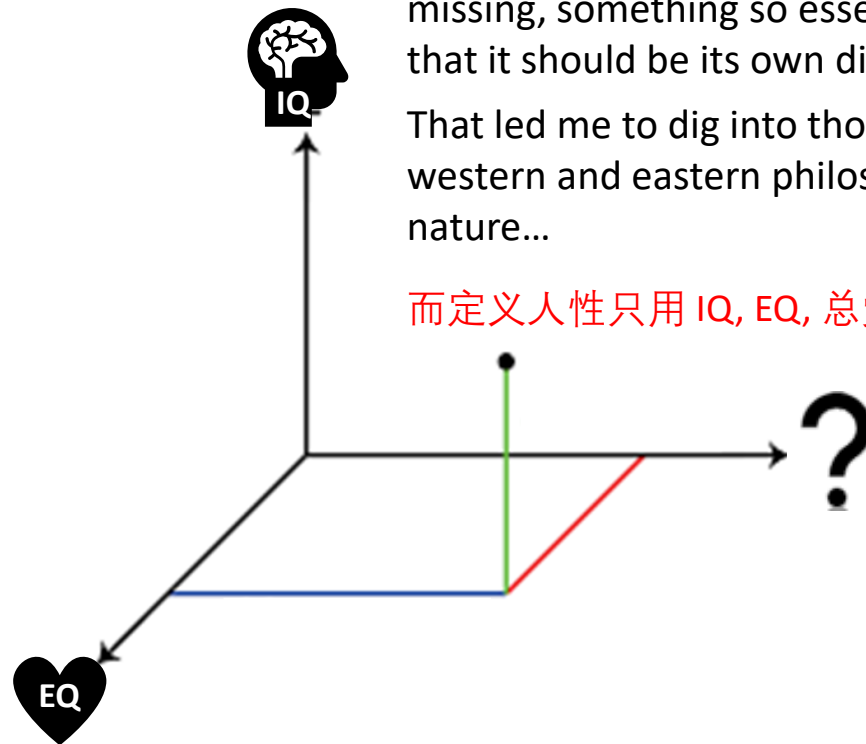 missing, something so esse
that it should be its own di
IQ
That led me to dig into tho
western and eastern philos
nature…
而定义人性只用 IQ, EQ, 总
?
EQ